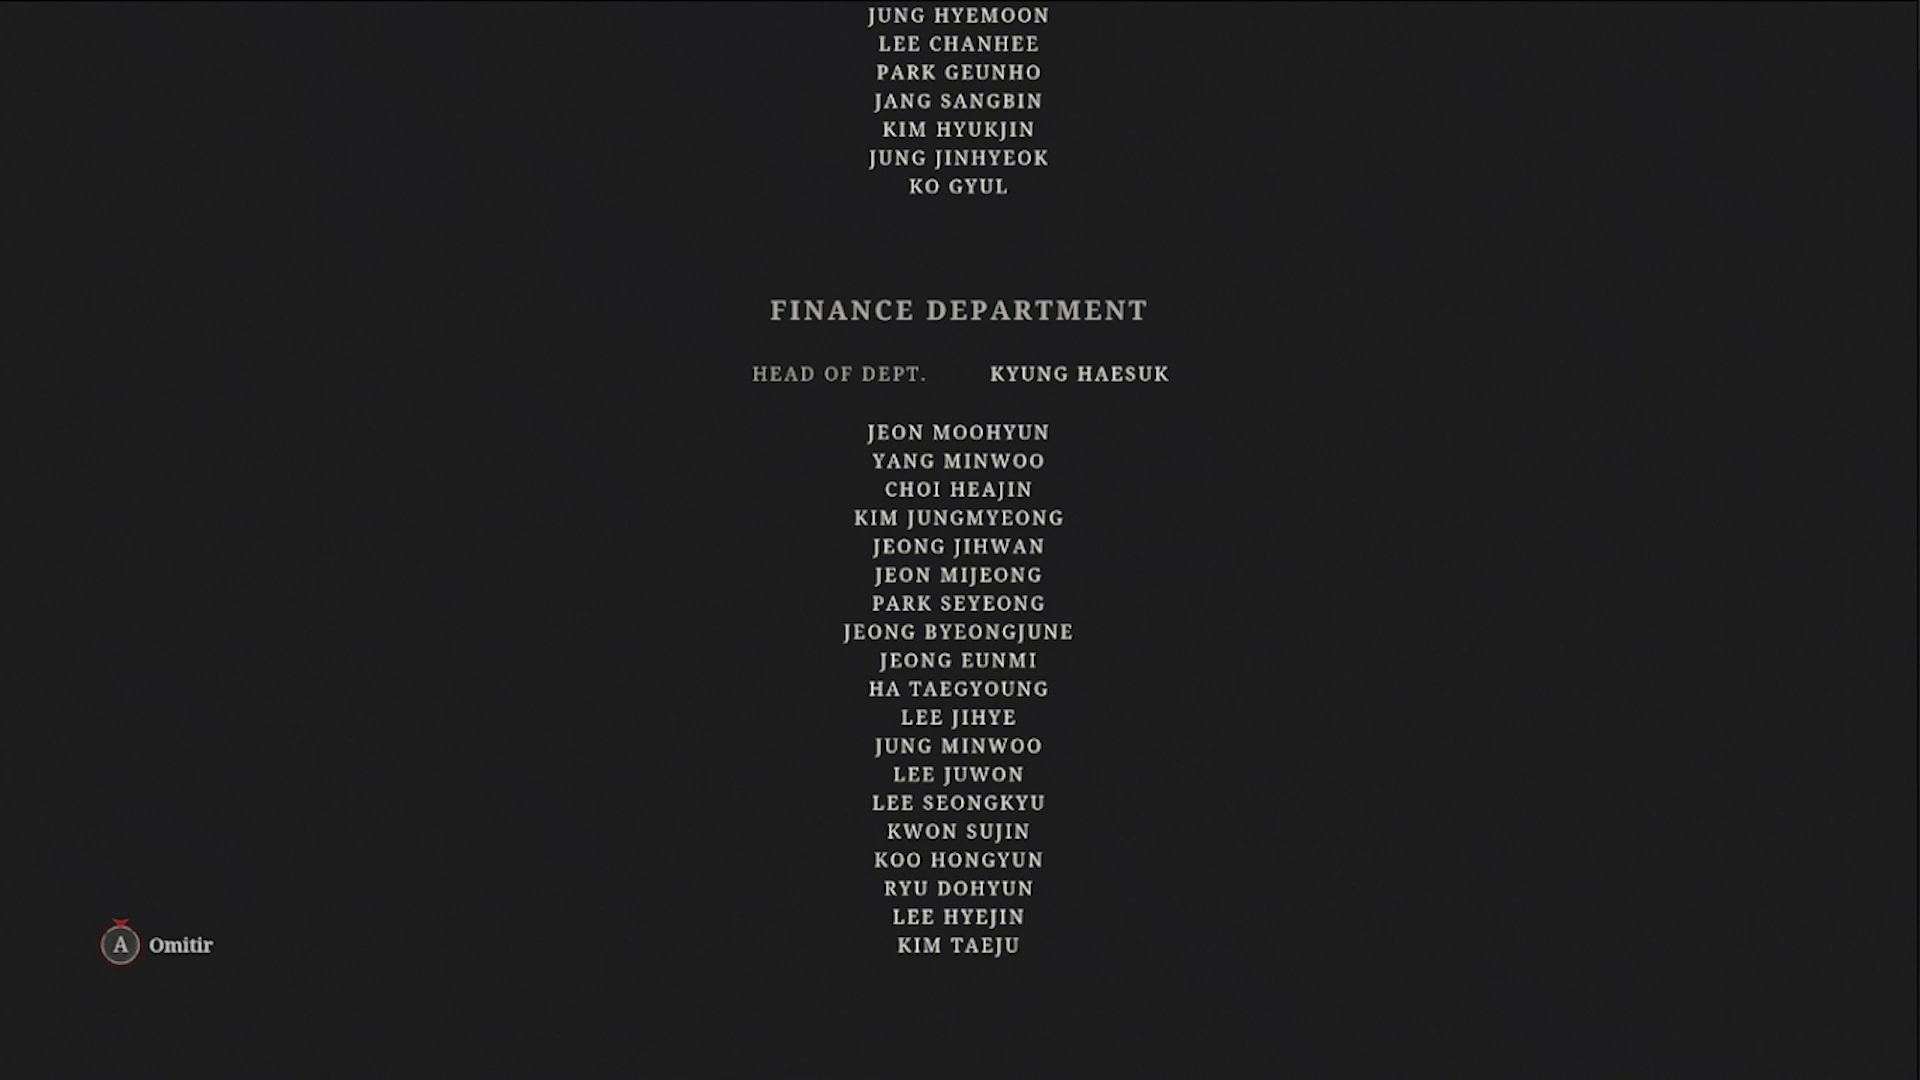 JUNG HYEMOON
LEE CHANHEE
PARK GEUNHO
JANG SANGBIN
KIM HYUKJIN
JUNG JINHYEOK
KO GYUL
FINANCE DEPARTMENT
HEAD OF DEPT. KYUNG HAESUK
JEON MOOHYUN
YANG MINWOO
CHOI HEAJIN
KIM JUNGMYEONG
JEONG JIHWAN
JEON MIJEONG
PARK SEYEONG
JEONG BYEONGJUNE
JEONG EUNMI
HA TAEGYOUNG
LEE JIHYE
JUNG MINWOO
LEE JUWON
LEE SEONGKYU
KWON SUJIN
KOO HONGYUN
RYU DOHYUN
LEE HYEJIN
KIM TAEJU
A Omitir